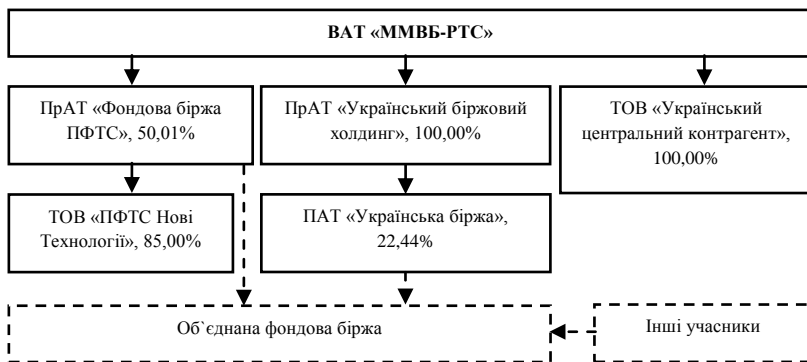 ВАТ «ММВБ-РТС»
ПрАТ «Фондова біржа
ПФТС», 50,01%
ПрАТ «Український біржовий
холдинг», 100,00%
ТОВ «Український
центральний контрагент»,
100,00%
ТОВ «ПФТС Нові
Технології», 85,00%
ПАТ «Українська біржа»,
22,44%
Об`єднана фондова біржа
Інші учасники